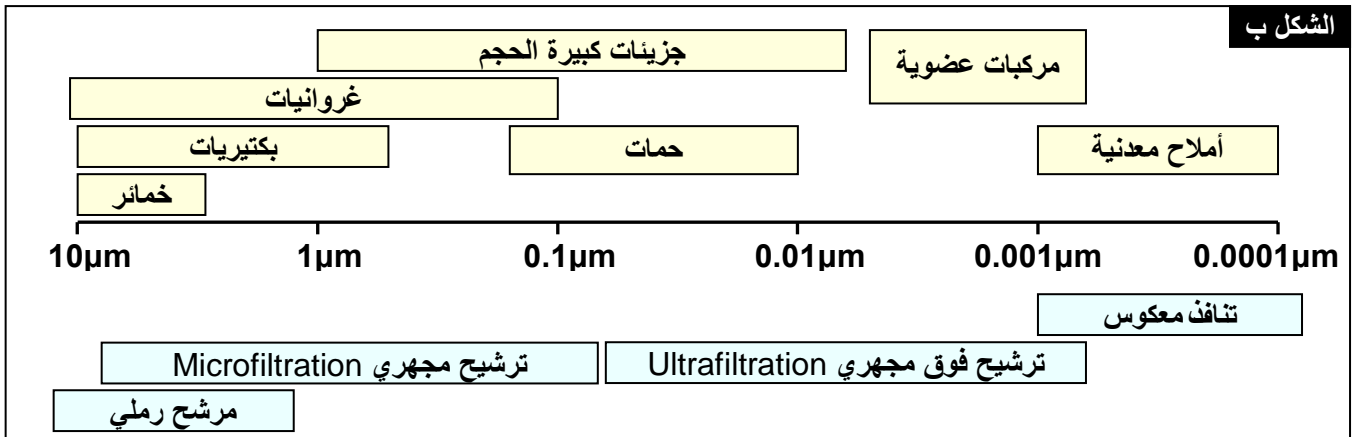 الشكل ب
جزيئات كبيرة الحجم
مركبات عضوية
غروانيات
بكتيريات
حمات
أملاح معدنية
خمائر
10µm 1µm 0.1µm 0.01µm 0.001µm 0.0001µm
تنافذ معكوس
ترشيح مجهري Microfiltration
ترشيح فوق مجهري Ultrafiltration
مرشح رملي